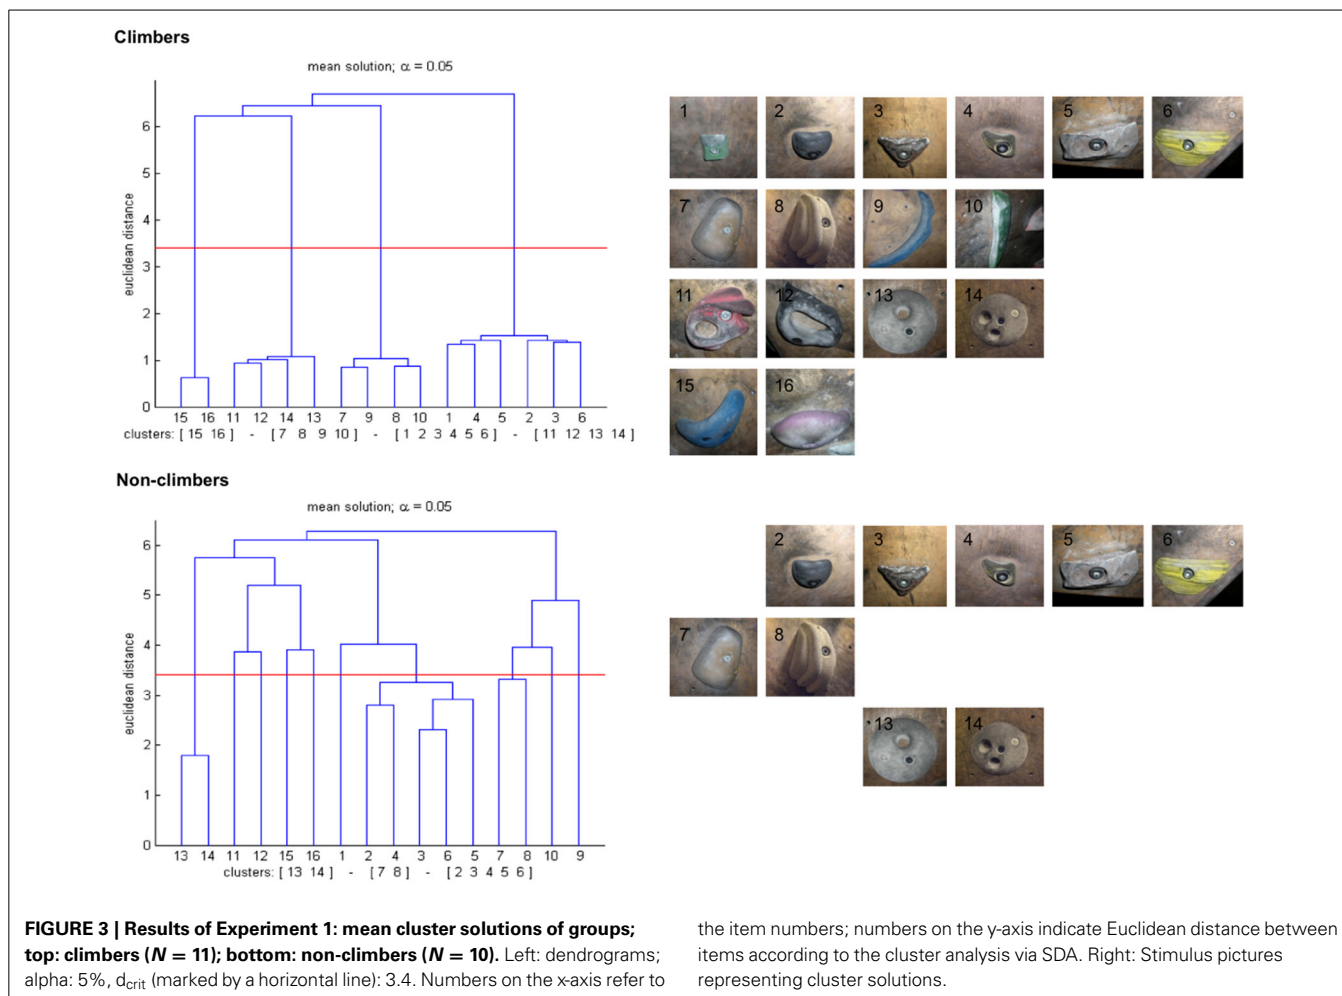 Climbers
mean solution; α = 0.05
euclidean distance
6
5
4
3
2
1
0
15 16 11 12 14 13 7 9 8 10 1 4 5 2 3 6
clusters: [ 15 16 ] - [ 7 8 9 10 ] - [ 1 2 3 4 5 6 ] - [ 11 12 13 14 ]
1 2 3 4 5 6
7 8 9 10
11 12 13 14
15 16
Non-climbers
mean solution; α = 0.05
euclidean distance
6
5
4
3
2
1
0
13 14 11 12 15 16 1 2 4 3 6 5 7 8 10 9
clusters: [ 13 14 ] - [ 7 8 ] - [ 2 3 4 5 6 ]
2 3 4 5 6
7 8
13 14
FIGURE 3 | Results of Experiment 1: mean cluster solutions of groups;
top: climbers (N = 11); bottom: non-climbers (N = 10). Left: dendrograms;
alpha: 5%, dcrit (marked by a horizontal line): 3.4. Numbers on the x-axis refer to
the item numbers; numbers on the y-axis indicate Euclidean distance between
items according to the cluster analysis via SDA. Right: Stimulus pictures
representing cluster solutions.